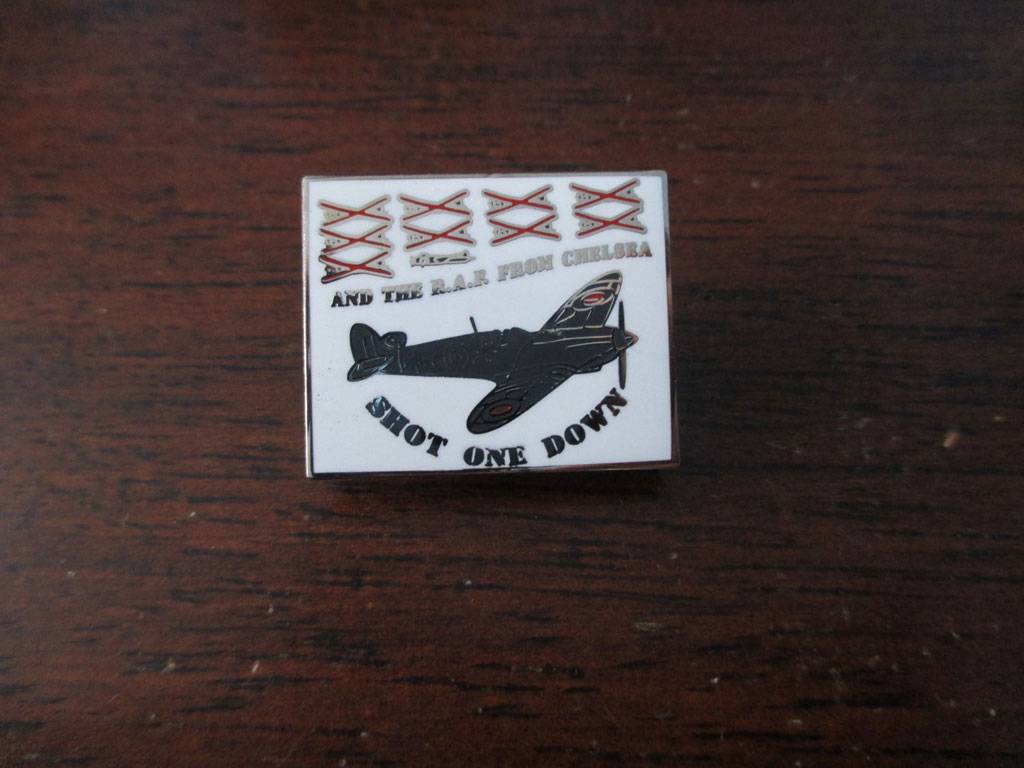 AND THE R.A.F. FROM CHELSEA
SHOT ONE DOWN